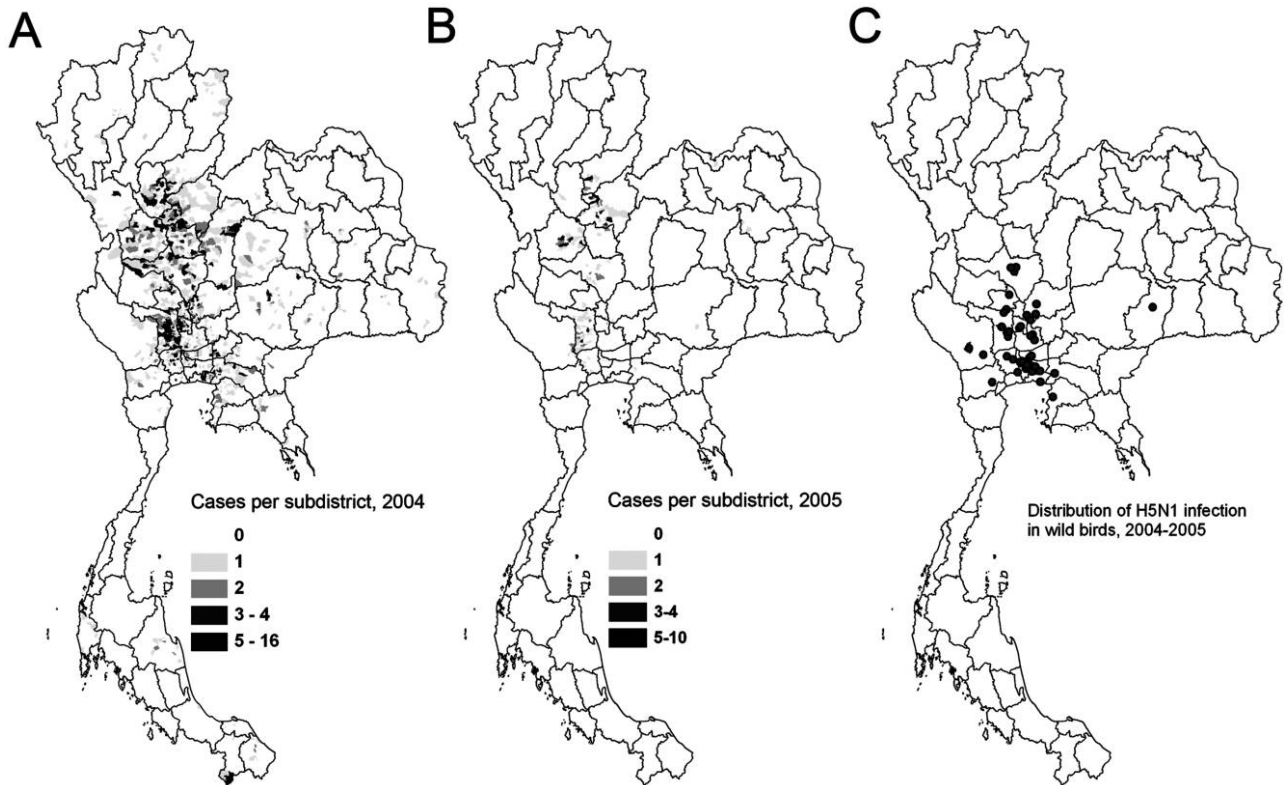 A
B
C
Cases per subdistrict, 2004
0
1
2
3 - 4
5 - 16
Cases per subdistrict, 2005
0
1
2
3-4
5-10
Distribution of H5N1 infection
in wild birds, 2004-2005